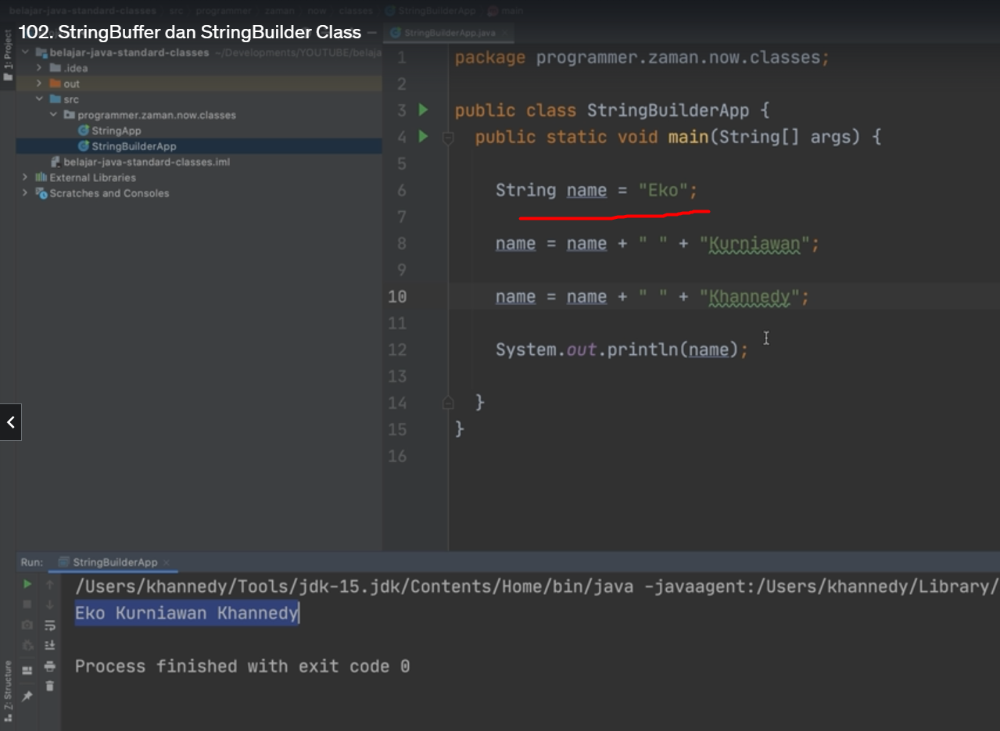 belajar-java-standard-classes src programmer zaman now classes StringBuilderApp main
102. StringBuffer dan StringBuilder Class
StringBuilderApp.java
1: Project
belajar-java-standard-classes ~/Developments/YOUTUBE/belaja
.idea
out
src
programmer.zaman.now.classes
StringApp
StringBuilderApp
belajar-java-standard-classes.iml
External Libraries
Scratches and Consoles
1 package programmer.zaman.now.classes;
2
3 public class StringBuilderApp {
4 public static void main(String[] args) {
5
6 String name = "Eko";
7
8 name = name + " " + "Kurniawan";
9
10 name = name + " " + "Khannedy";
11
12 System.out.println(name);
13
14 }
15 }
16
Run: StringBuilderApp
/Users/khannedy/Tools/jdk-15.jdk/Contents/Home/bin/java -javaagent:/Users/khannedy/Library/
Eko Kurniawan Khannedy
Process finished with exit code 0
Z: Structure